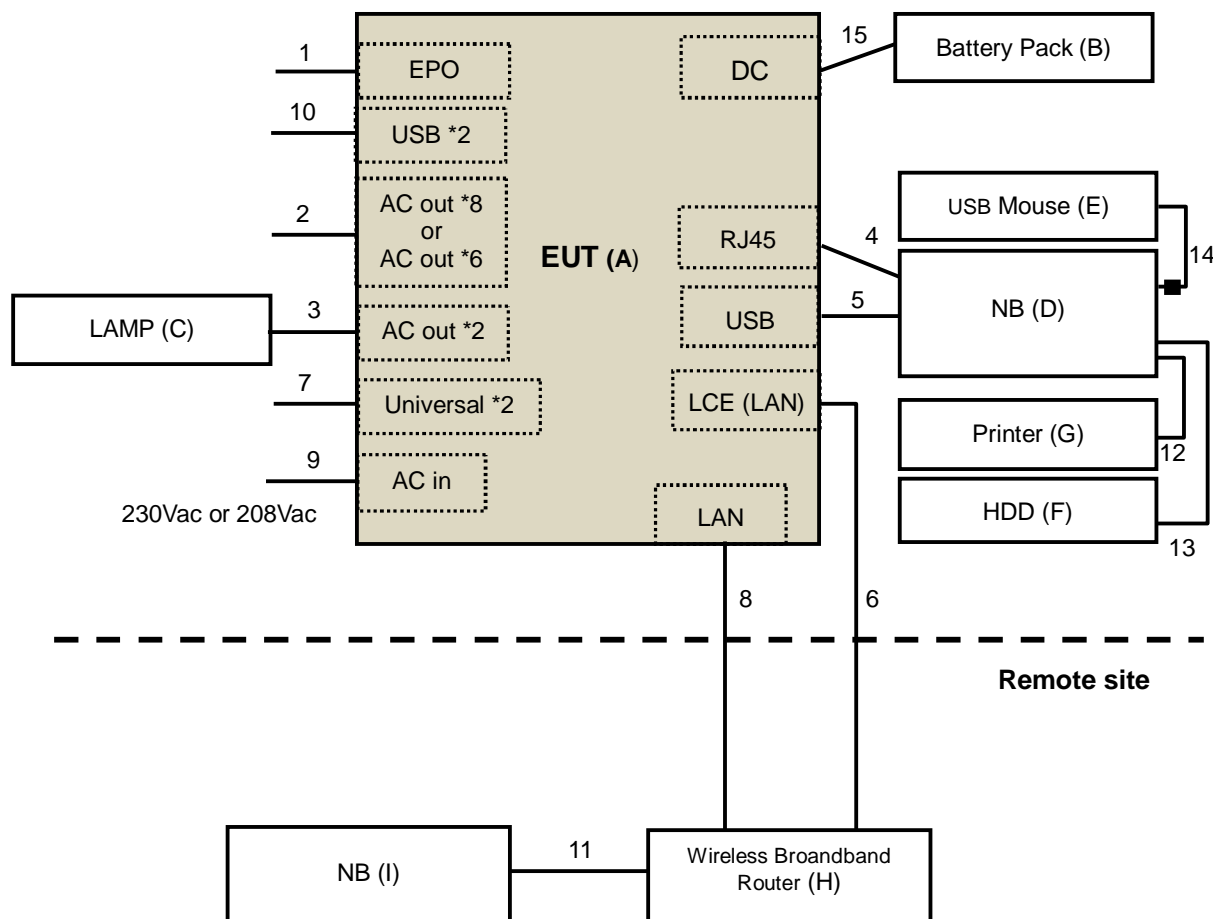 1
EPO
DC
15
Battery Pack (B)
10
USB *2
2
AC out *8
or
AC out *6
EUT (A)
RJ45
4
USB Mouse (E)
14
NB (D)
5
USB
LAMP (C)
3
AC out *2
7
Universal *2
LCE (LAN)
Printer (G)
12
9
AC in
230Vac or 208Vac
LAN
HDD (F)
13
8
6
Remote site
NB (I)
11
Wireless Broandband
Router (H)